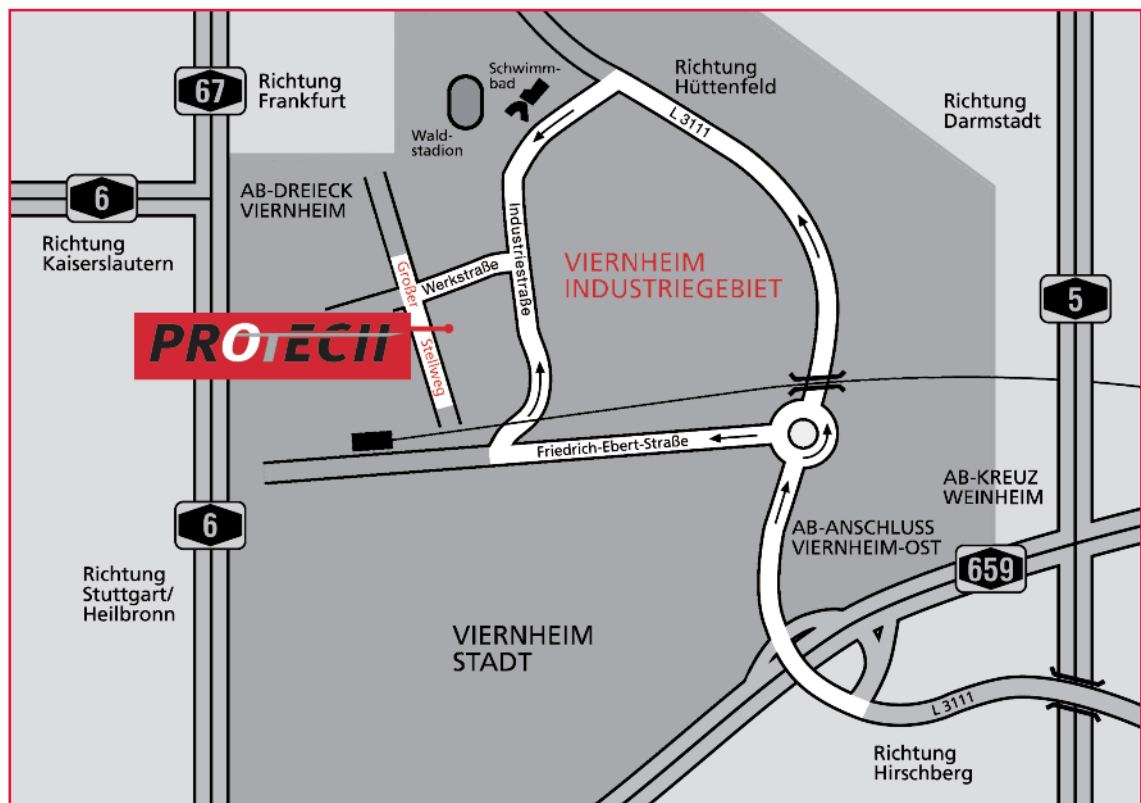 67
Richtung
Frankfurt
Schwimm-
bad
Wald-
stadion
Richtung
Hüttenfeld
L 3111
Richtung
Darmstadt
6
AB-DREIECK
VIERNHEIM
Richtung
Kaiserslautern
Industriestraße
Werkstraße
Großer
Stellweg
VIERNHEIM
INDUSTRIEGEBIET
5
PROTECH
Friedrich-Ebert-Straße
6
AB-KREUZ
WEINHEIM
AB-ANSCHLUSS
VIERNHEIM-OST
659
Richtung
Stuttgart/
Heilbronn
VIERNHEIM
STADT
L 3111
Richtung
Hirschberg